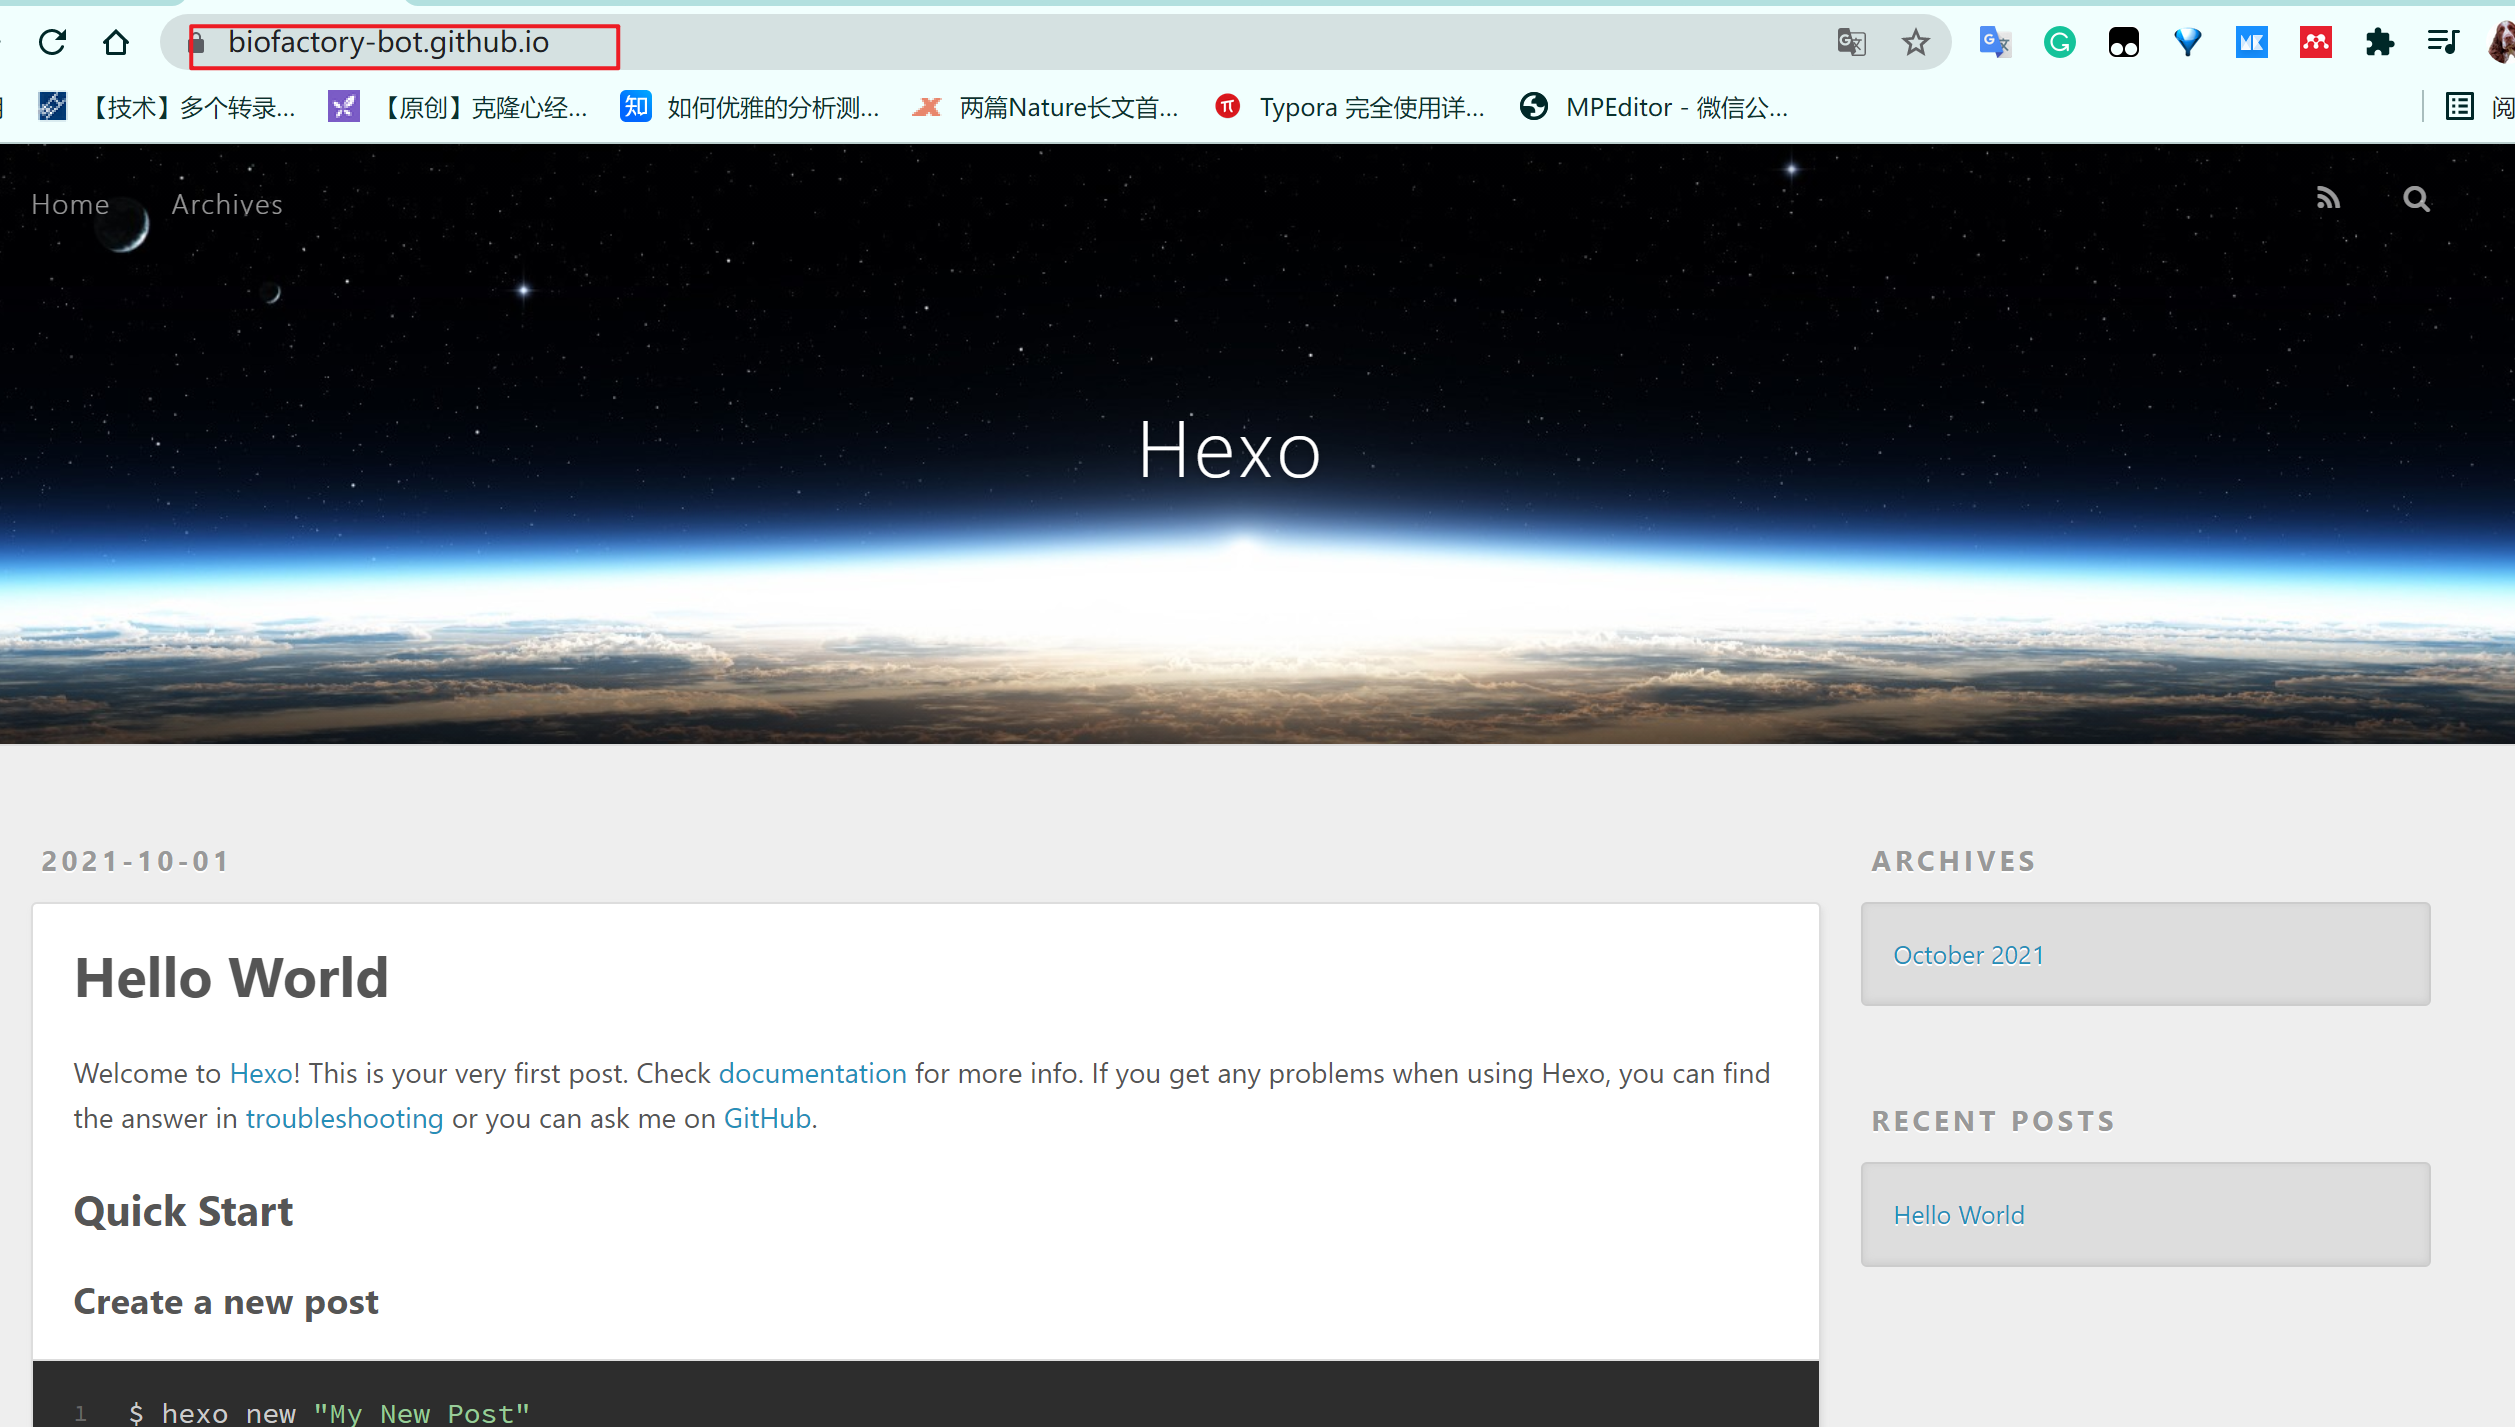 biofactory-bot.github.io
【技术】多个转录... 【原创】克隆心经... 知 如何优雅的分析测... 两篇Nature长文首... Typora 完全使用详... MPEditor - 微信公... 阅
Home Archives
Hexo
2021-10-01
Hello World
Welcome to Hexo! This is your very first post. Check documentation for more info. If you get any problems when using Hexo, you can find
the answer in troubleshooting or you can ask me on GitHub.
Quick Start
Create a new post
1 $ hexo new "My New Post"
ARCHIVES
October 2021
RECENT POSTS
Hello World